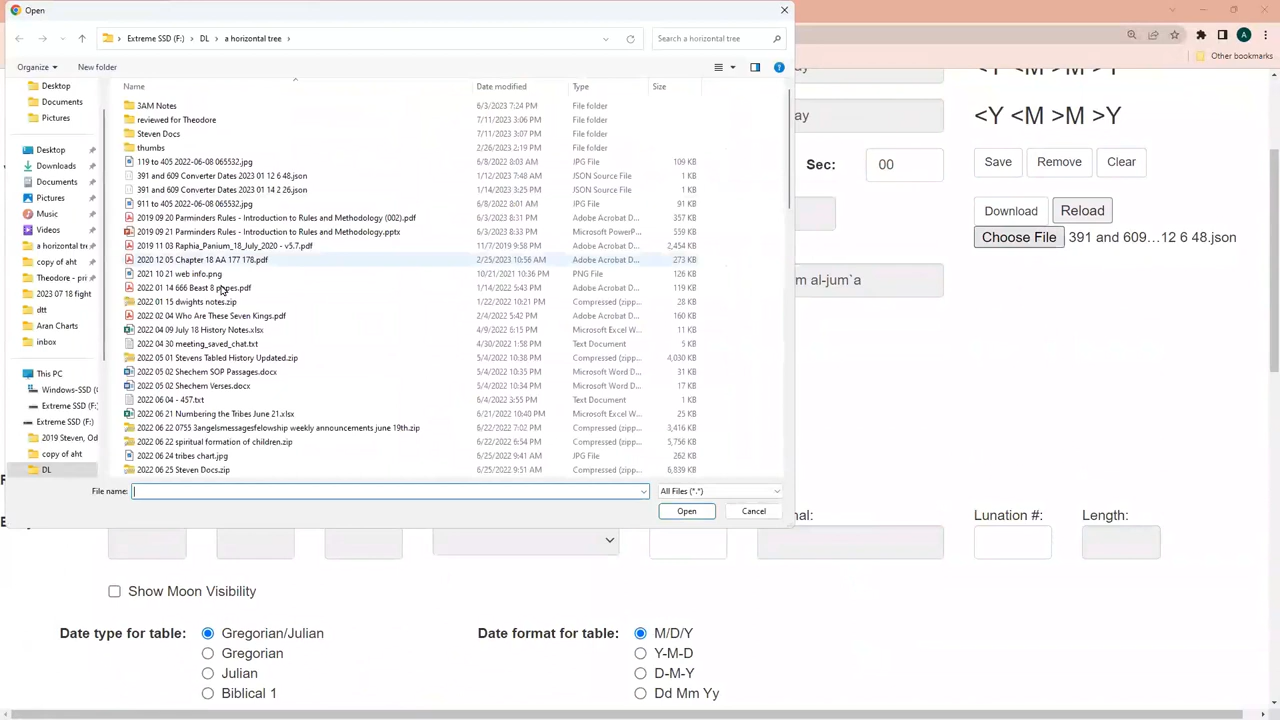 Open
Extreme SSD (F:) > DL > a horizontal tree >
Search a horizontal tree
Organize
New folder
Name Date modified Type Size
3AM Notes 6/3/2023 7:24 PM File folder
reviewed for Theodore 7/11/2023 3:06 PM File folder
Steven Docs 7/11/2023 3:07 PM File folder
thumbs 2/26/2023 2:19 PM File folder
119 to 405 2022-06-08 065532.jpg 6/8/2022 8:03 AM JPG File 109 KB
391 and 609 Converter Dates 2023 01 12 6 48.json 1/12/2023 7:48 AM JSON Source File 1 KB
391 and 609 Converter Dates 2023 01 14 2 26.json 1/14/2023 3:25 PM JSON Source File 1 KB
911 to 405 2022-06-08 065532.jpg 6/8/2022 8:01 AM JPG File 91 KB
2019 09 20 Parminders Rules - Introduction to Rules and Methodology (002).pdf 6/3/2023 8:31 PM Adobe Acrobat D... 357 KB
2019 09 21 Parminders Rules - Introduction to Rules and Methodology.pptx 6/3/2023 8:33 PM Microsoft PowerP... 559 KB
2019 11 03 Raphia_Panium_18_July_2020 - v5.7.pdf 11/7/2019 9:58 PM Adobe Acrobat D... 2,454 KB
2020 12 05 Chapter 18 AA 177 178.pdf 2/25/2023 10:56 AM Adobe Acrobat D... 273 KB
2021 10 21 web info.png 10/21/2021 10:36 PM PNG File 126 KB
2022 01 14 666 Beast 8 popes.pdf 1/14/2022 5:43 PM Adobe Acrobat D... 119 KB
2022 01 15 dwights notes.zip 1/22/2022 10:21 PM Compressed (zipp... 28 KB
2022 02 04 Who Are These Seven Kings.pdf 2/4/2022 5:42 PM Adobe Acrobat D... 160 KB
2022 04 09 July 18 History Notes.xlsx 4/9/2022 6:15 PM Microsoft Excel W... 11 KB
2022 04 30 meeting_saved_chat.txt 4/30/2022 1:58 PM Text Document 5 KB
2022 05 01 Stevens Tabled History Updated.zip 5/4/2022 10:38 PM Compressed (zipp... 4,030 KB
2022 05 02 Shechem SOP Passages.docx 5/4/2022 10:35 PM Microsoft Word D... 31 KB
2022 05 02 Shechem Verses.docx 5/4/2022 10:34 PM Microsoft Word D... 17 KB
2022 06 04 - 457.txt 6/4/2022 3:55 PM Text Document 1 KB
2022 06 21 Numbering the Tribes June 21.xlsx 6/21/2022 10:40 PM Microsoft Excel W... 25 KB
2022 06 22 0755 3angelsmessagesfellowship weekly announcements june 19th.zip 6/22/2022 7:02 PM Compressed (zipp... 3,416 KB
2022 06 22 spiritual formation of children.zip 6/22/2022 6:54 PM Compressed (zipp... 5,756 KB
2022 06 24 tribes chart.jpg 6/25/2022 9:41 AM JPG File 262 KB
2022 06 25 Steven Docs.zip 6/25/2022 9:51 AM Compressed (zipp... 6,839 KB
Desktop
Documents
Pictures
Desktop
Downloads
Documents
Pictures
Music
Videos
a horizontal tre
copy of aht
Theodore - pri
2023 07 18 fight
dtt
Aran Charts
inbox
This PC
Windows-SSD (
Extreme SSD (F:)
Extreme SSD (F:)
2019 Steven, Od
copy of aht
DL
File name:
All Files (*.*)
Open Cancel
A
Other bookmarks
<Y <M >M >Y
ay
Sec: 00
Save Remove Clear
Download Reload
Choose File 391 and 609…12 6 48.json
m al-jum`a
nal: Lunation #: Length:
Show Moon Visibility
Date type for table:
Gregorian/Julian
Gregorian
Julian
Biblical 1
Date format for table:
M/D/Y
Y-M-D
D-M-Y
Dd Mm Yy